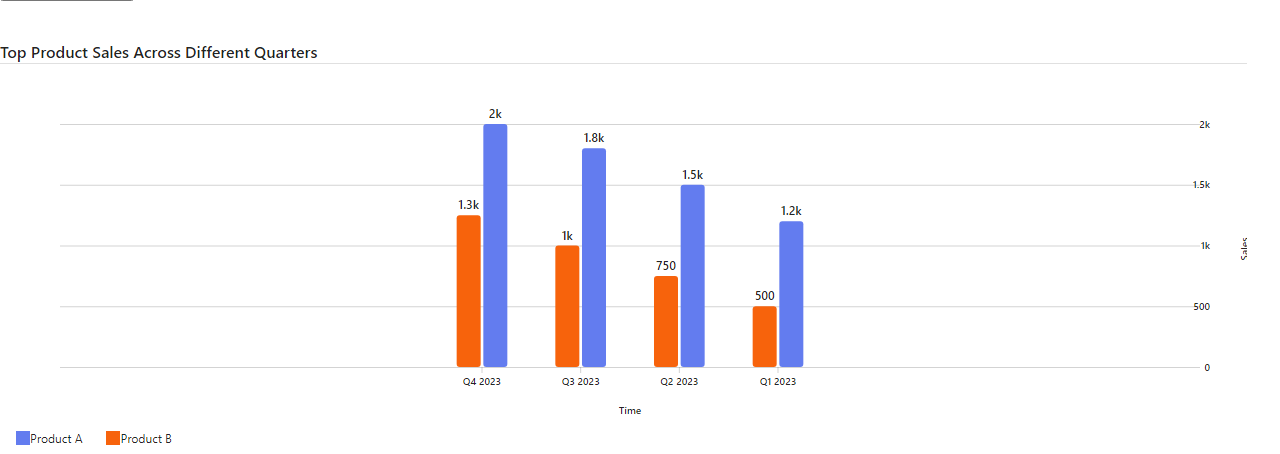 Top Product Sales Across Different Quarters
2k
1.8k
1.5k
1.2k
1.3k
1k
750
500
2k
1.5k
1k
500
0
Sales
Q4 2023
Q3 2023
Q2 2023
Q1 2023
Time
Product A
Product B